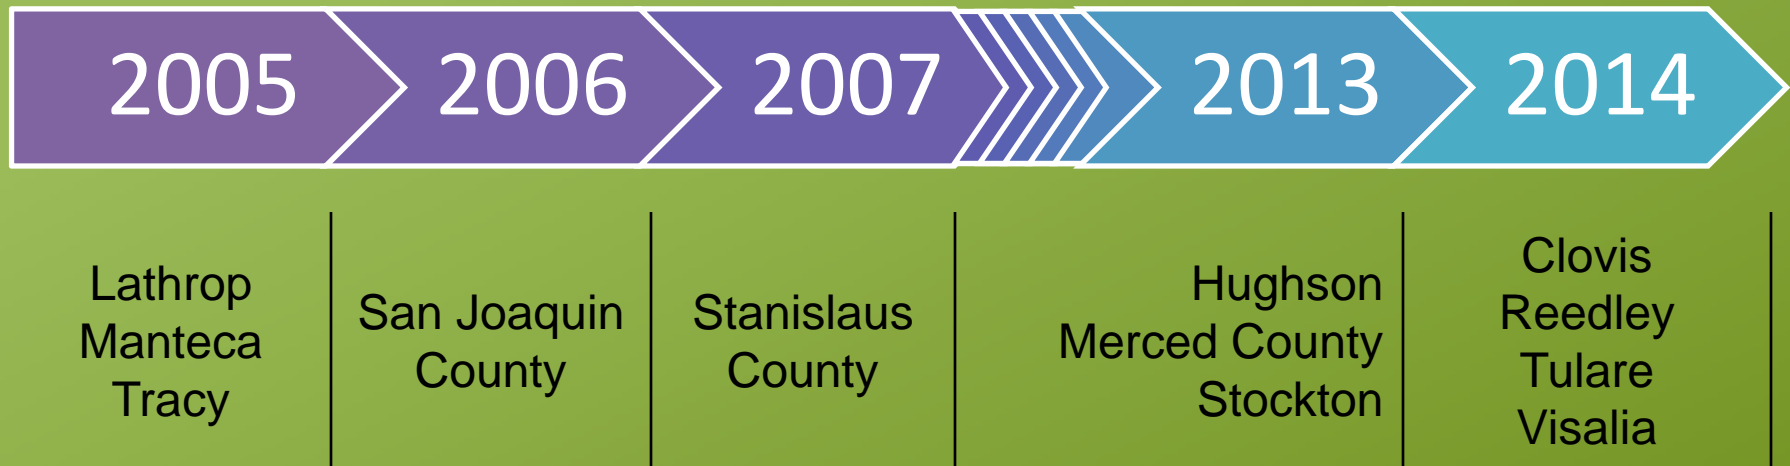 2005 2006 2007 2013 2014
Lathrop
Manteca
Tracy
San Joaquin
County
Stanislaus
County
Hughson
Merced County
Stockton
Clovis
Reedley
Tulare
Visalia